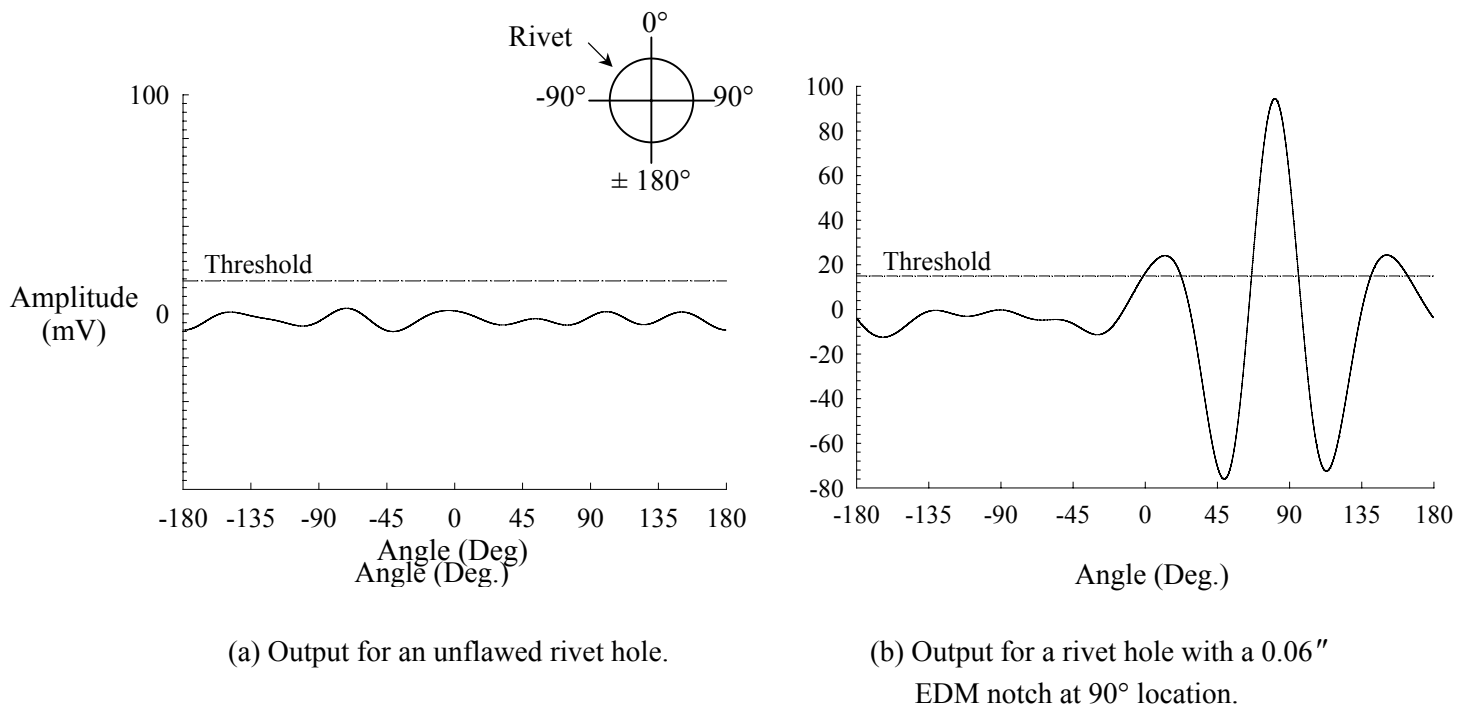 0°
Rivet
-90°
90°
± 180°
100
Threshold
Amplitude
(mV)
0
-180 -135 -90 -45 0 45 90 135 180
Angle (Deg)
Angle (Deg.)
(a) Output for an unflawed rivet hole.
100
80
60
40
Threshold
20
0
-20
-40
-60
-80
-180 -135 -90 -45 0 45 90 135 180
Angle (Deg.)
(b) Output for a rivet hole with a 0.06″
EDM notch at 90° location.